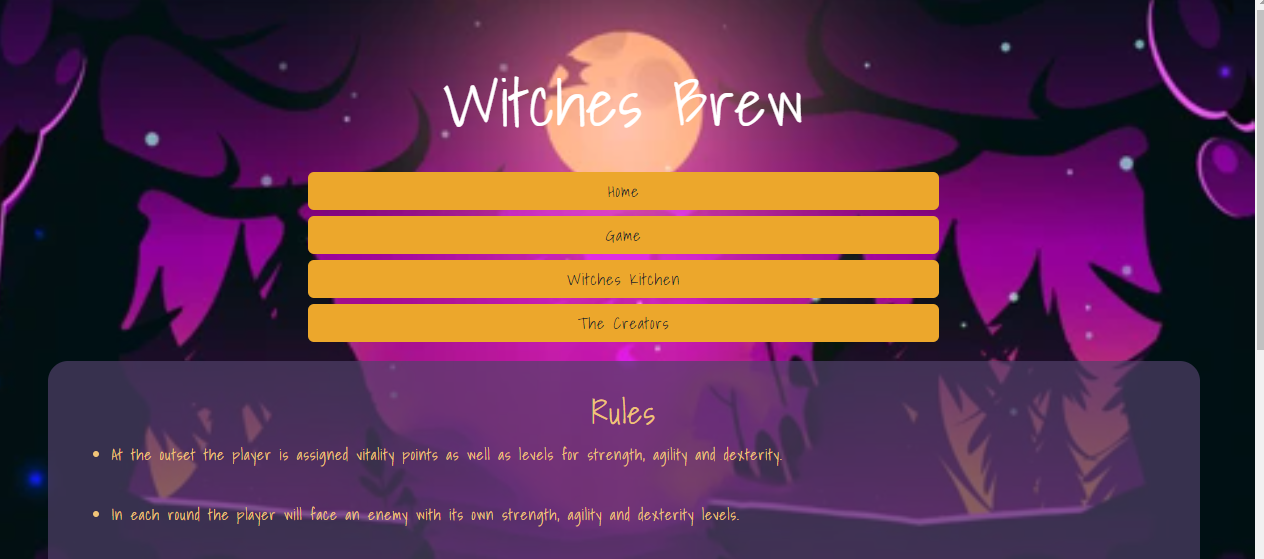 Witches Brew
Home
Game
Witches Kitchen
The Creators
Rules
At the outset the player is assigned vitality points as well as levels for strength, agility and dexterity.
In each round the player will face an enemy with its own strength, agility and dexterity levels.